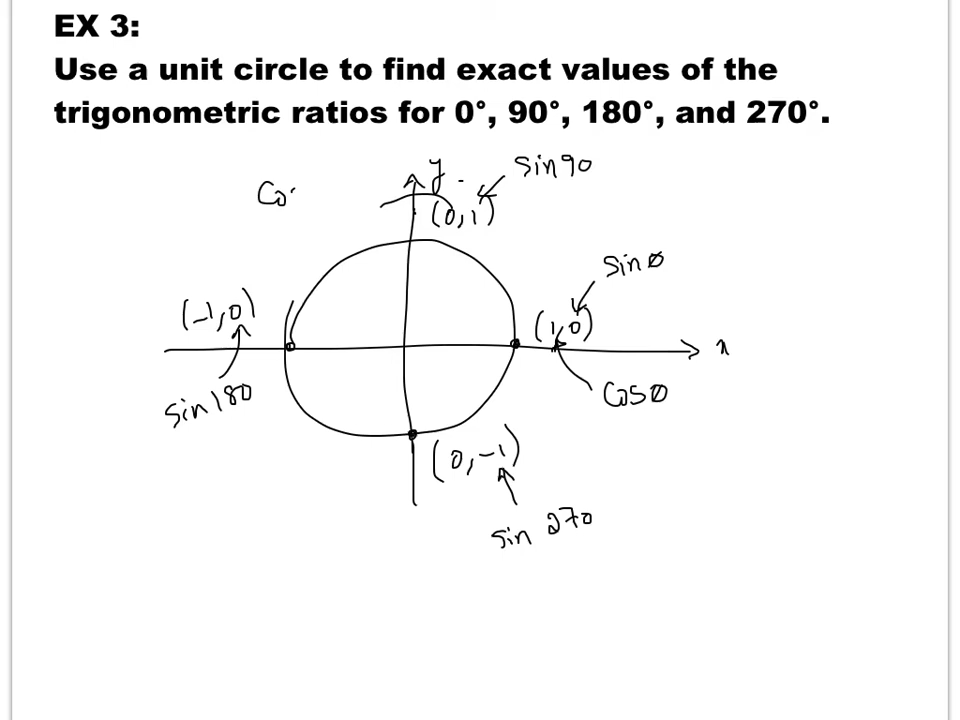 EX 3:
Use a unit circle to find exact values of the
trigonometric ratios for 0°, 90°, 180°, and 270°.
y
sin 90
Co
(0,1)
sin 0
(-1,0)
(1,0)
x
sin 180
cos 0
(0,-1)
sin 270